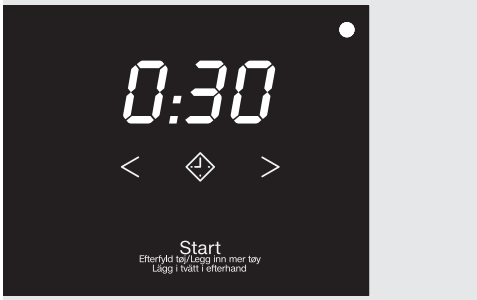 0:30
< >
Start
Efterfyld tøj/Legg inn mer tøy
Lägg i tvätt i efterhand